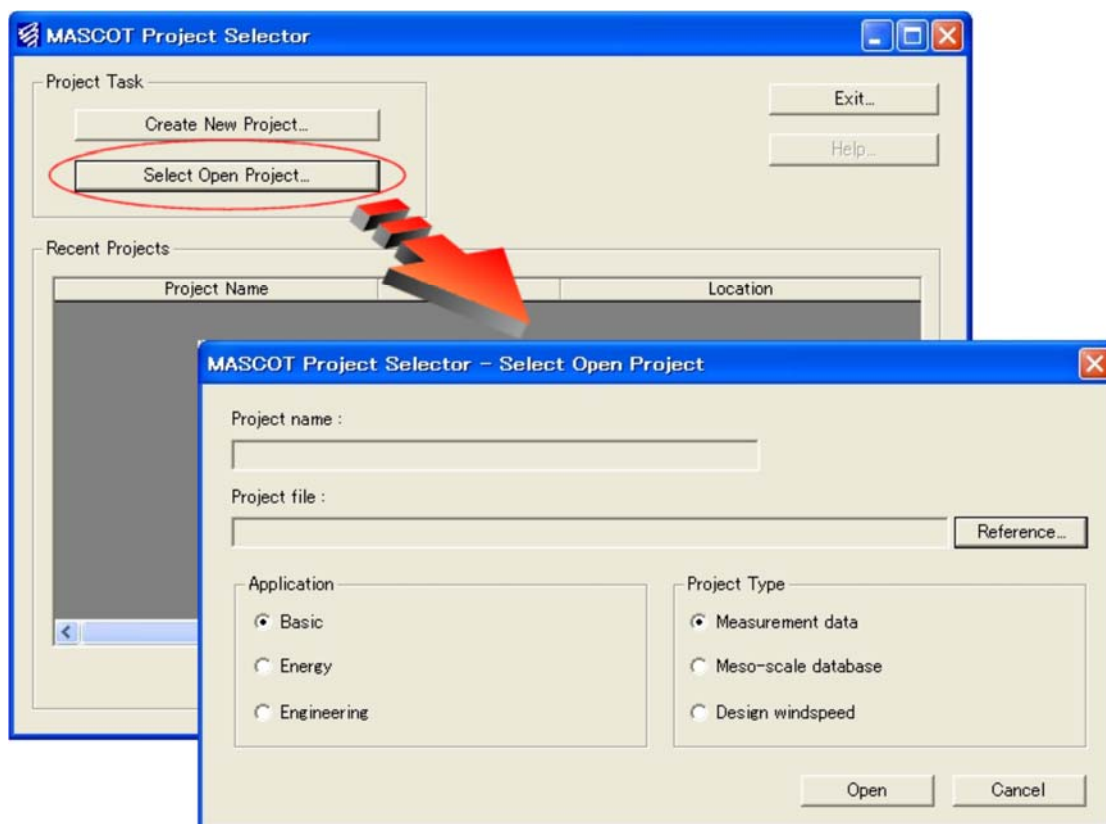 MASCOT Project Selector
Project Task
Create New Project...
Select Open Project...
Exit...
Help...
Recent Projects
Project Name
Location
MASCOT Project Selector - Select Open Project
Project name :
Project file :
Reference...
Application
Basic
Energy
Engineering
Project Type
Measurement data
Meso-scale database
Design windspeed
Open
Cancel